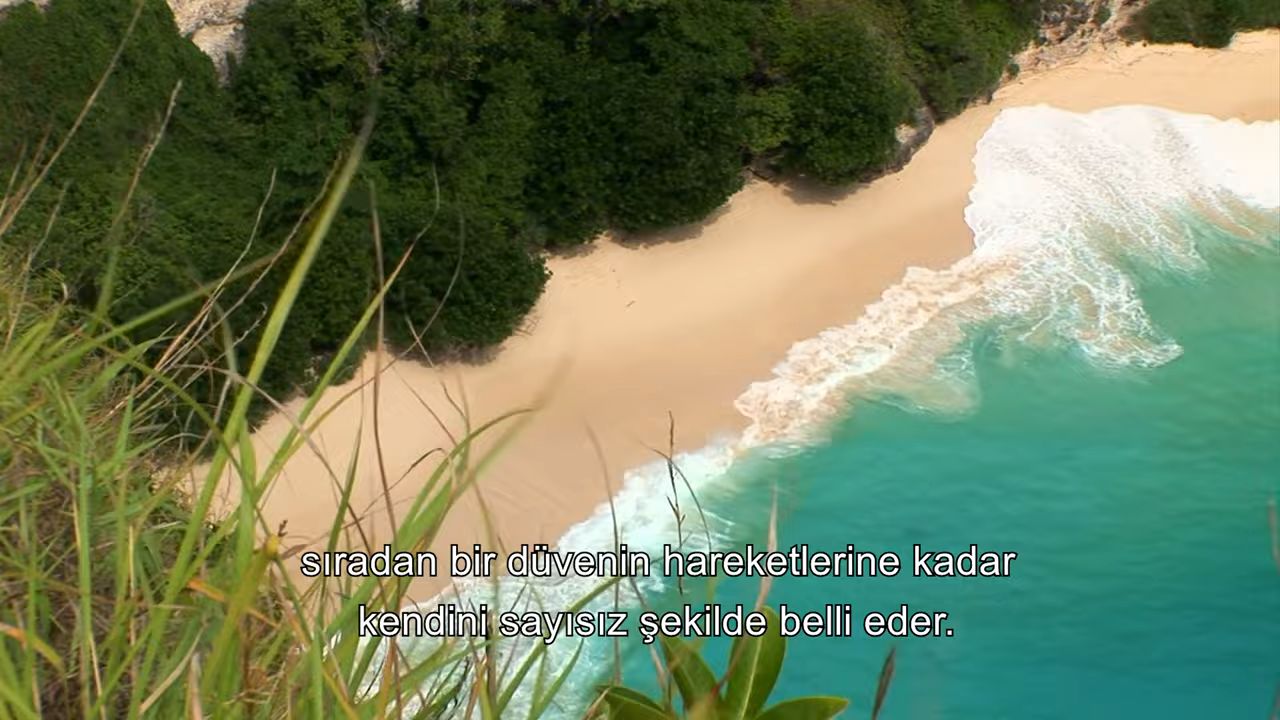 sıradan bir düvenin hareketlerine kadar
kendini sayısız şekilde belli eder.